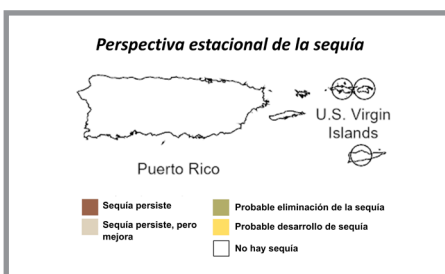 Perspectiva estacional de la sequía
U.S. Virgin
Islands
Puerto Rico
Sequía persiste
Sequía persiste, pero
mejora
Probable eliminación de la sequía
Probable desarrollo de sequía
No hay sequía